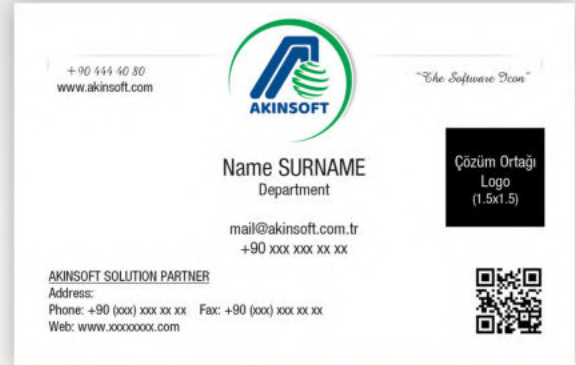 +90 444 40 80
www.akinsoft.com
AKINSOFT
"The Software Icon"
Name SURNAME
Department
mail@akinsoft.com.tr
+90 xxx xxx xx xx
Çözüm Ortağı
Logo
(1.5x1.5)
AKINSOFT SOLUTION PARTNER
Address:
Phone: +90 (xxx) xxx xx xx Fax: +90 (xxx) xxx xx xx
Web: www.xxxxxxxx.com